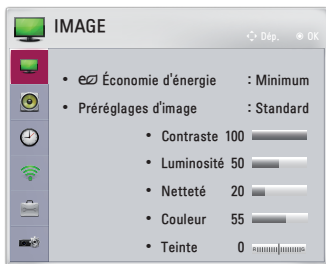 IMAGE
Dép. OK
• Économie d'énergie : Minimum
• Préréglages d'image : Standard
• Contraste 100
• Luminosité 50
• Netteté 20
• Couleur 55
• Teinte 0